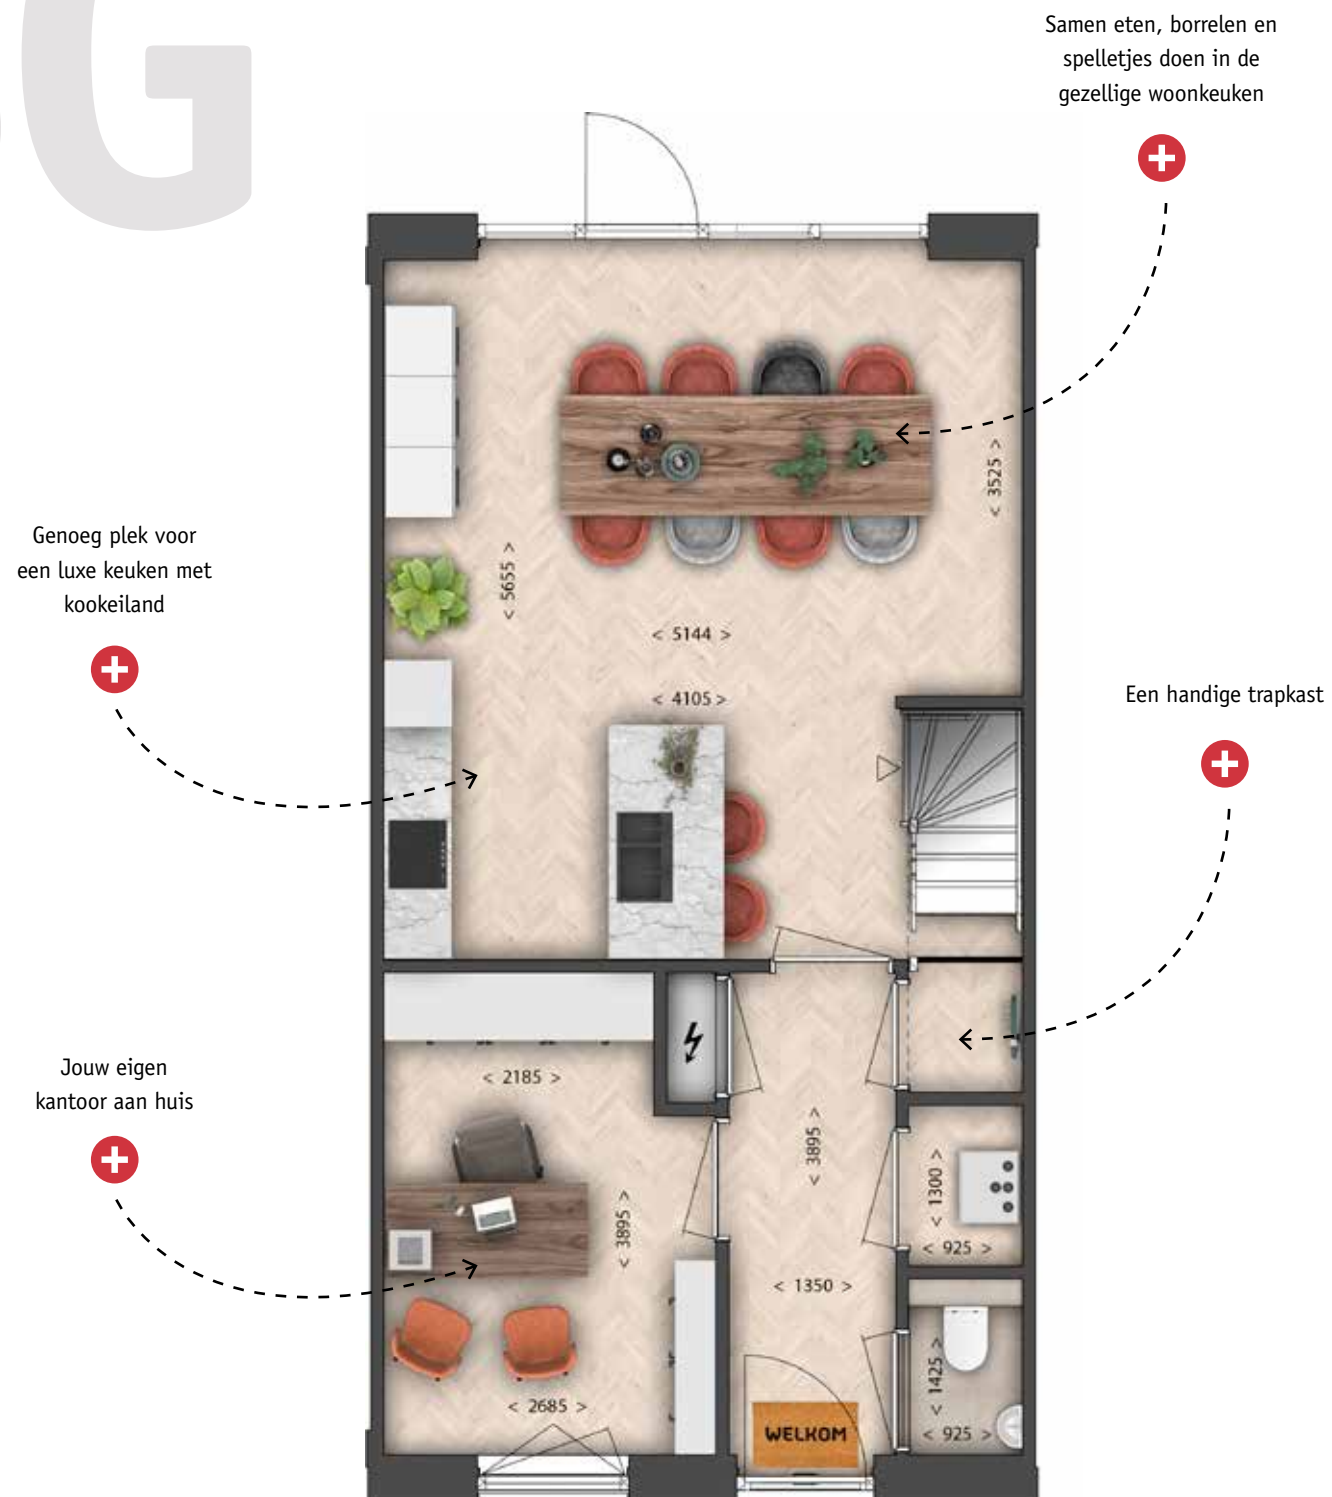 G
Samen eten, borrelen en
spelletjes doen in de
gezellige woonkeuken
< 3525 >
Genoeg plek voor
een luxe keuken met
kookeiland
< 5655 >
< 5144 >
< 4105 >
Een handige trapkast
Jouw eigen
kantoor aan huis
< 2185 >
< 3895 >
< 3895 >
< 1300 >
< 925 >
< 1350 >
< 1425 >
< 2685 >
WELKOM
< 925 >